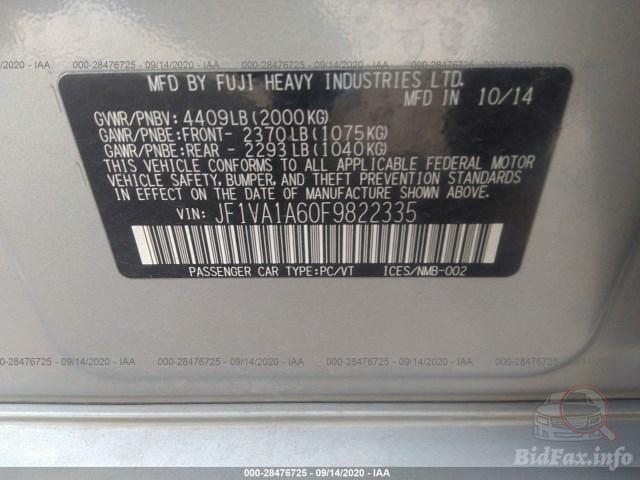 000-28476725 - 09/14/2020 - IAA 000-28476725 - 09/14/2020 - IAA 000-28476725 - 09/14/2020 - IAA
MFD BY FUJI HEAVY INDUSTRIES LTD.
MFD IN 10/14
GVWR/PNBV: 4409LB(2000KG)
GAWR/PNBE:FRONT- 2370LB(1075KG)
GAWR/PNBE:REAR - 2293LB(1040KG)
THIS VEHICLE CONFORMS TO ALL APPLICABLE FEDERAL MOTOR
VEHICLE SAFETY, BUMPER, AND THEFT PREVENTION STANDARDS
IN EFFECT ON THE DATE OF MANUFACTURE SHOWN ABOVE.
VIN: JF1VA1A60F9822335
PASSENGER CAR TYPE:PC/VT ICES/NMB-002
000-28476725 - 09/14/2020 - IAA
BidFax.info